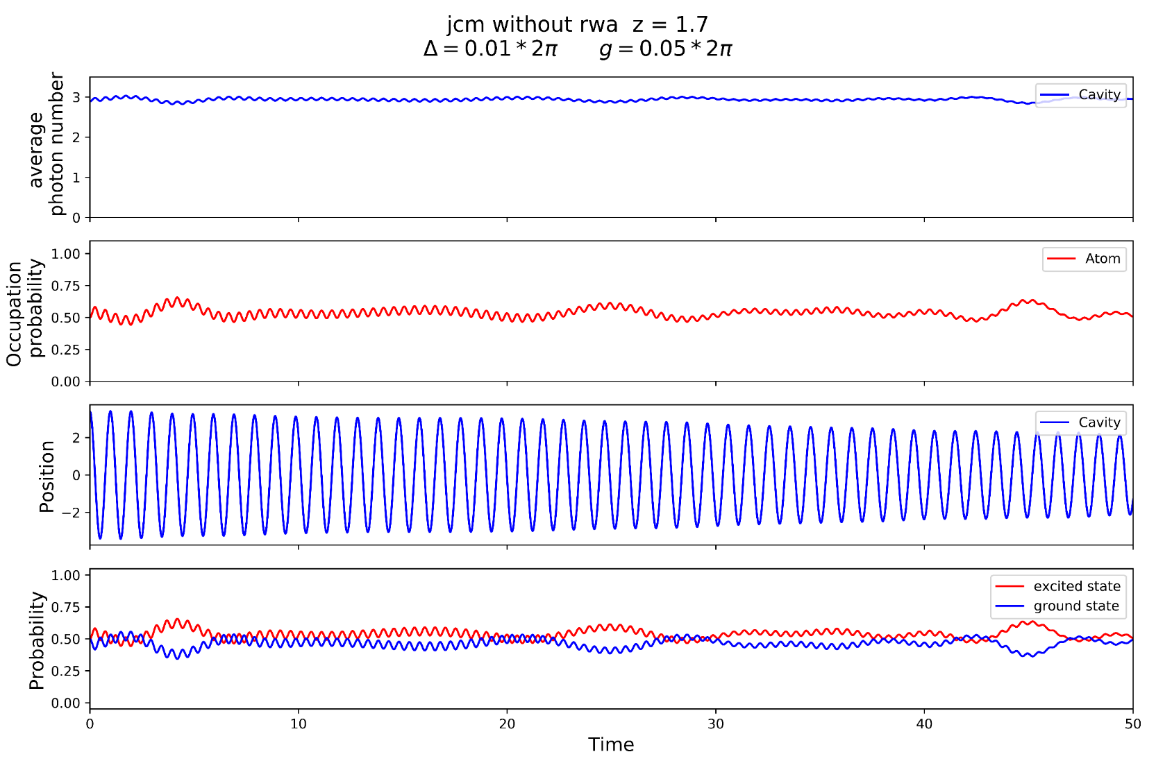 jcm without rwa  z = 1.7
Δ = 0.01 * 2π      g = 0.05 * 2π
average
photon number
3
2
1
0
Cavity
Occupation
probability
1.00
0.75
0.50
0.25
0.00
Atom
Position
2
0
−2
Cavity
Probability
1.00
0.75
0.50
0.25
0.00
excited state
ground state
0 10 20 30 40 50
Time